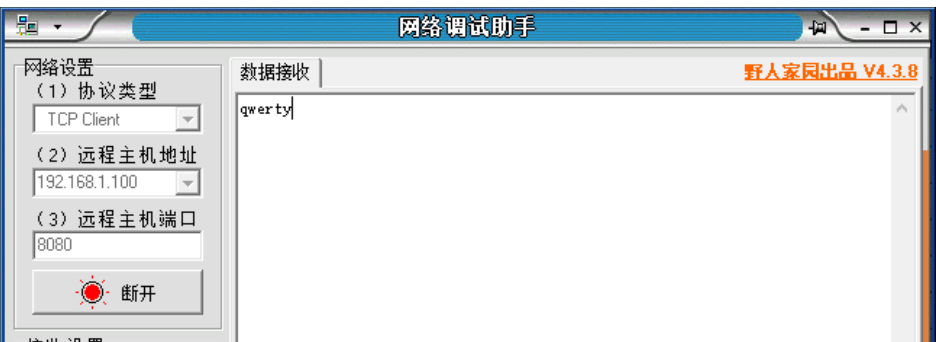 网络调试助手
网络设置
（1）协议类型
TCP Client
（2）远程主机地址
192.168.1.100
（3）远程主机端口
8080
断开
数据接收
野人家园出品 V4.3.8
qwerty